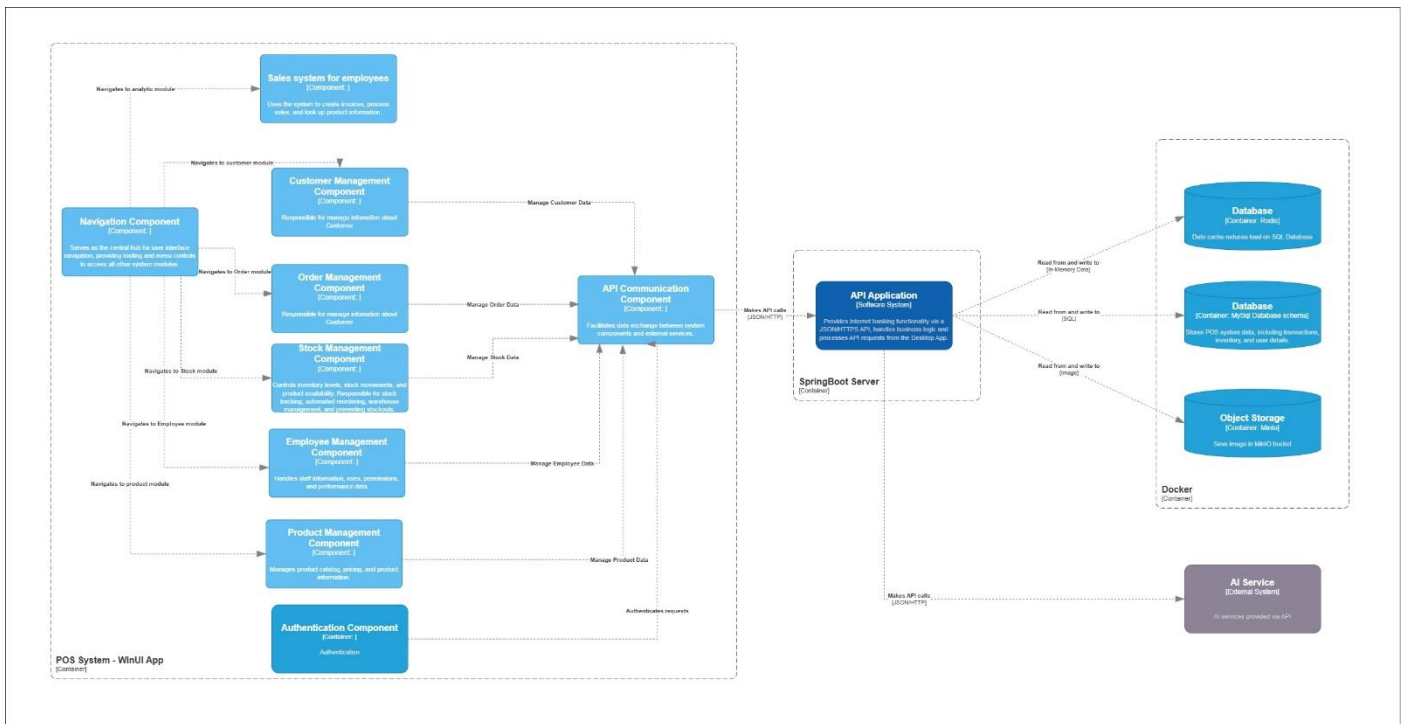 Sales system for employees
[Component: ]
Uses the system to create invoices, process
sales, and look up product information.
Navigates to analytic module
Navigates to customer module
Customer Management
Component
[Component: ]
Responsible for manage infomation about
Customer
Manage Customer Data
Navigation Component
[Component: ]
Serves as the central hub for user interface
navigation, providing routing and menu controls
to access all other system modules.
Navigates to Order module
Order Management
Component
[Component: ]
Responsible for manage infomation about
Customer
Manage Order Data
API Communication
Component
[Component: ]
Facilitates data exchange between system
components and external services.
Stock Management
Component
[Component: ]
Controls inventory levels, stock movements, and
product availability. Responsible for stock
tracking, automated reordering, warehouse
management, and preventing stockouts.
Manage Stock Data
Navigates to Stock module
Navigates to Employee module
Employee Management
Component
[Component: ]
Handles staff information, roles, permissions,
and performance data.
Manage Employee Data
Navigates to product module
Product Management
Component
[Component: ]
Manages product catalog, pricing, and product
information.
Manage Product Data
Authentication Component
[Container: ]
Authentication
Authenticates requests
POS System - WinUI App
[Container]
Makes API calls
[JSON/HTTP]
API Application
[Software System]
Provides Internet banking functionality via a
JSON/HTTPS API, handles business logic and
processes API requests from the Desktop App.
SpringBoot Server
[Container]
Read from and write to
[In-Memory Data]
Read from and write to
[SQL]
Read from and write to
[Image]
Database
[Container: Redis]
Data cache reduces load on SQL Database
Database
[Container: MySql Database schema]
Stores POS system data, including transactions,
inventory, and user details.
Object Storage
[Container: MinIo]
Save image in MinIO bucket
Docker
[Container]
Makes API calls
[JSON/HTTP]
AI Service
[External System]
AI services provided via API